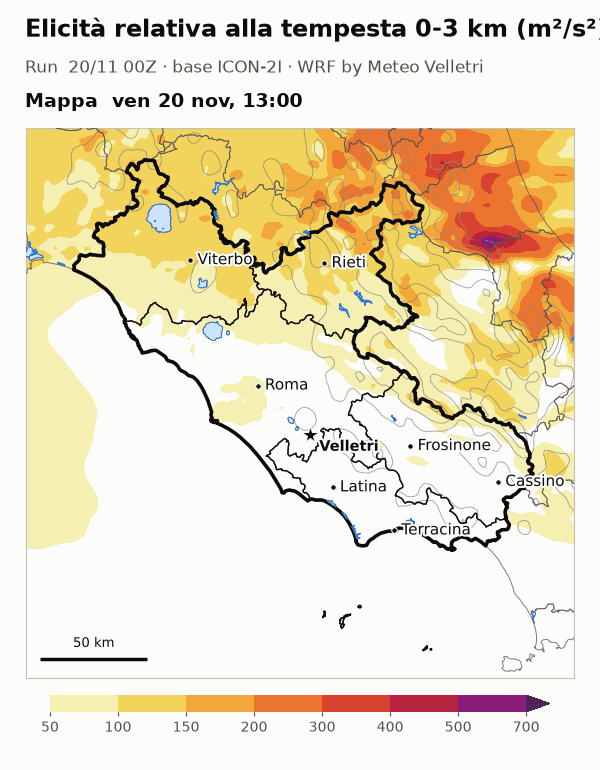 Elicità relativa alla tempesta 0-3 km (m²/s²)
Run  20/11 00Z · base ICON-2I · WRF by Meteo Velletri
Mappa  ven 20 nov, 13:00
Viterbo
Rieti
Roma
Velletri
Frosinone
Cassino
Latina
Terracina
50 km
50 100 150 200 300 400 500 700